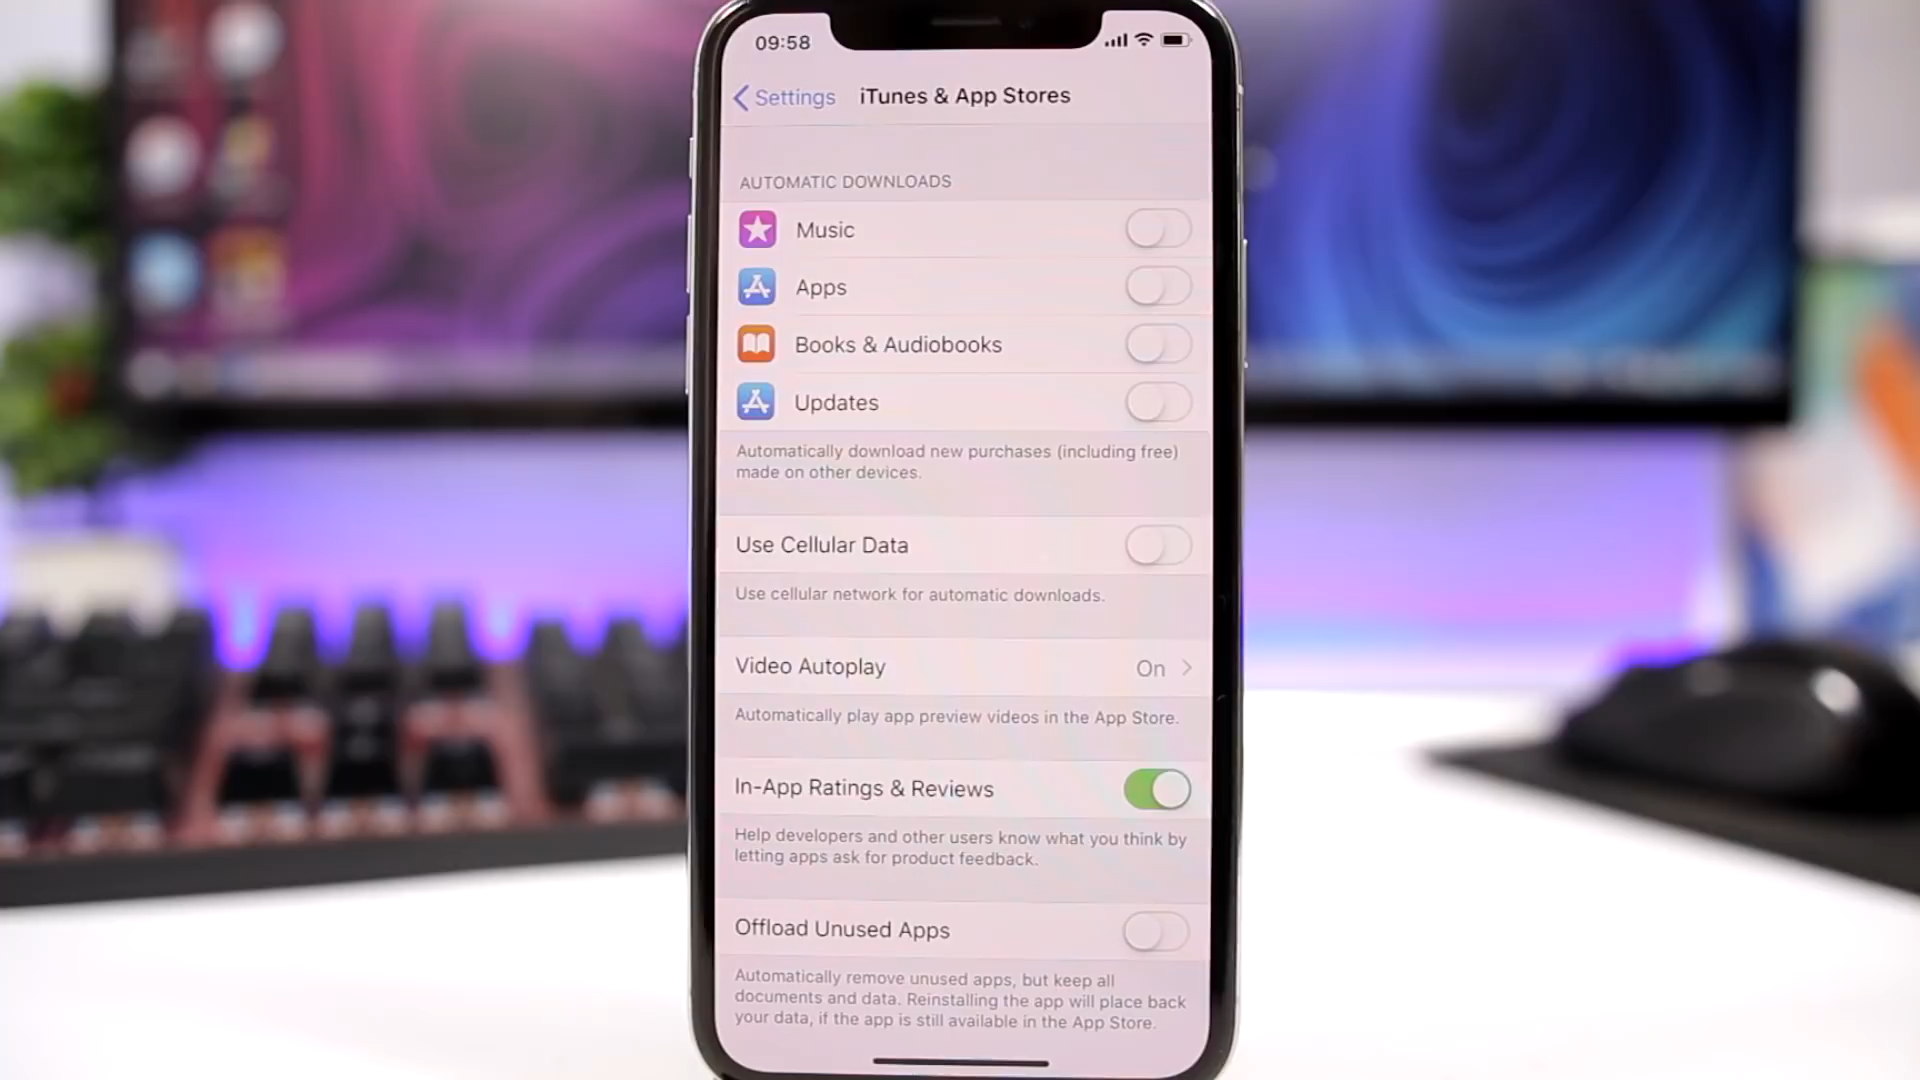 09:58
Settings iTunes & App Stores
AUTOMATIC DOWNLOADS
Music
Apps
Books & Audiobooks
Updates
Automatically download new purchases (including free)
made on other devices.
Use Cellular Data
Use cellular network for automatic downloads.
Video Autoplay On
Automatically play app preview videos in the App Store.
In-App Ratings & Reviews
Help developers and other users know what you think by
letting apps ask for product feedback.
Offload Unused Apps
Automatically remove unused apps, but keep all
documents and data. Reinstalling the app will place back
your data, if the app is still available in the App Store.